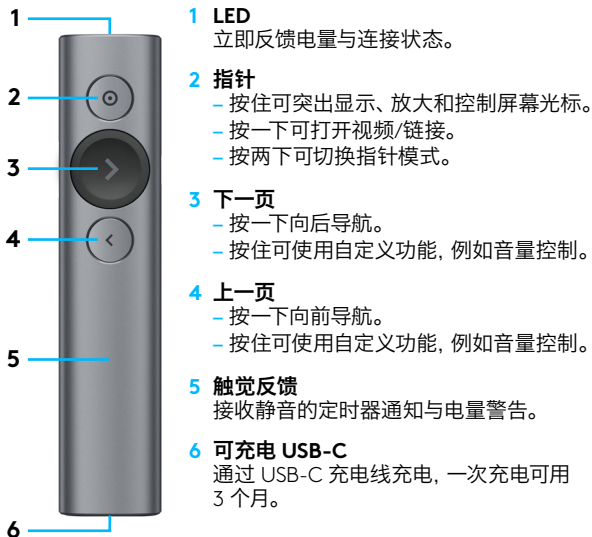 1
2
3
4
5
6
1 LED
立即反馈电量与连接状态。
2 指针
– 按住可突出显示、放大和控制屏幕光标。
– 按一下可打开视频/链接。
– 按两下可切换指针模式。
3 下一页
– 按一下向后导航。
– 按住可使用自定义功能, 例如音量控制。
4 上一页
– 按一下向前导航。
– 按住可使用自定义功能, 例如音量控制。
5 触觉反馈
接收静音的定时器通知与电量警告。
6 可充电 USB-C
通过 USB-C 充电线充电, 一次充电可用
3 个月。